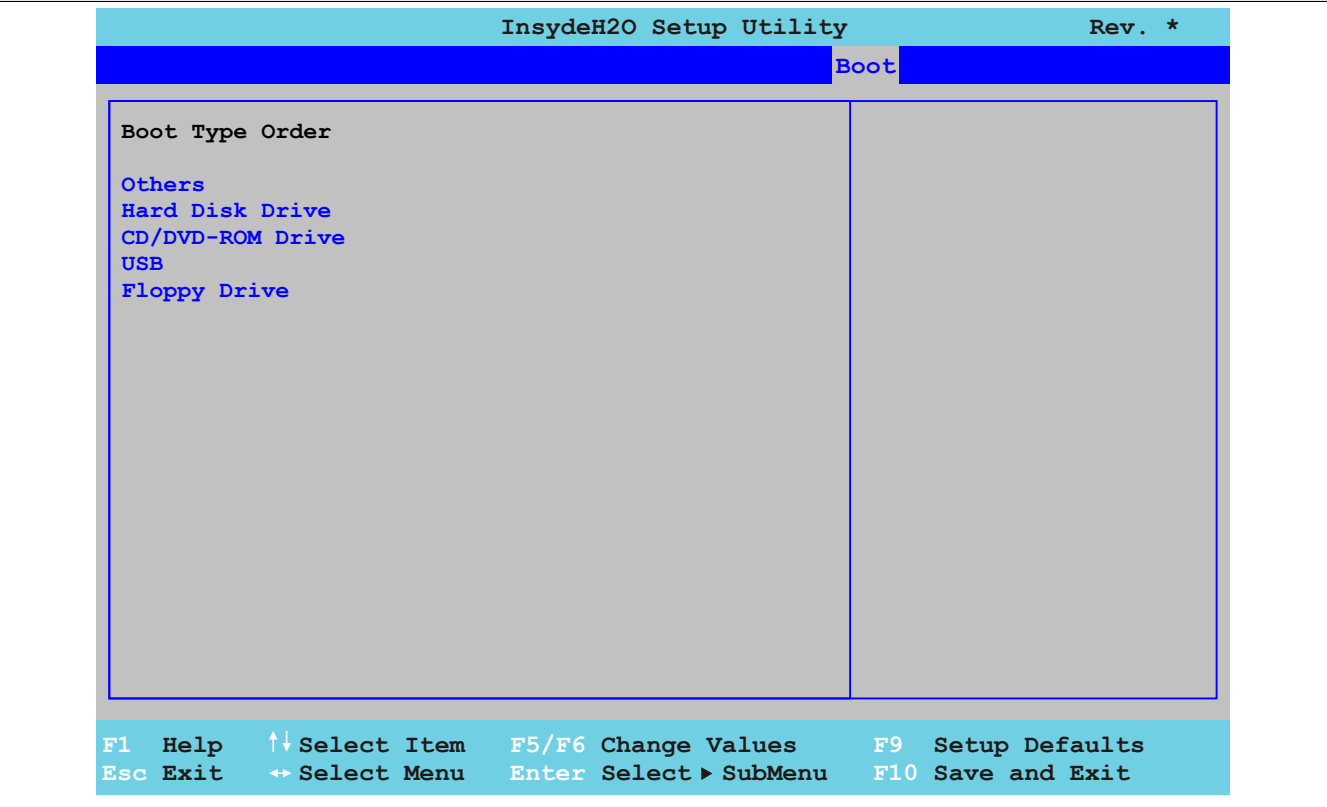 InsydeH2O Setup Utility Rev. *
Boot
Boot Type Order
Others
Hard Disk Drive
CD/DVD-ROM Drive
USB
Floppy Drive
F1 Help ↑↓ Select Item F5/F6 Change Values F9 Setup Defaults
Esc Exit ↔ Select Menu Enter Select ▶ SubMenu F10 Save and Exit